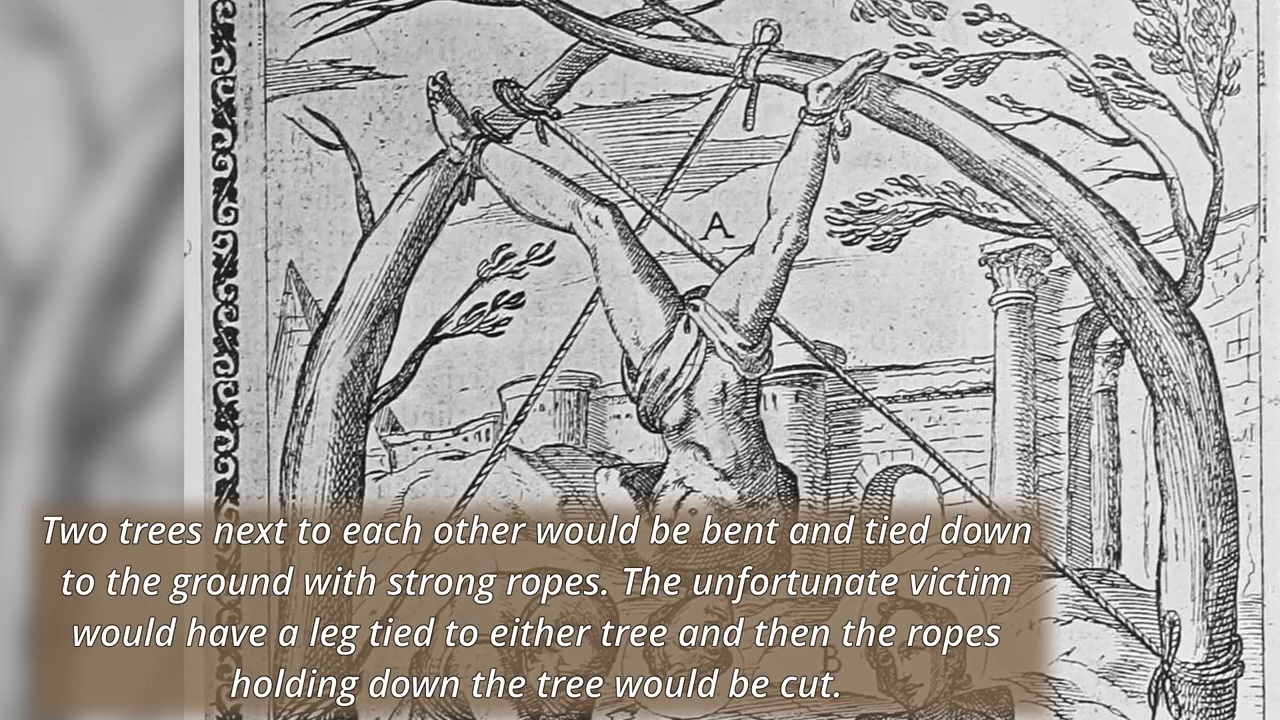 A
Two trees next to each other would be bent and tied down
to the ground with strong ropes. The unfortunate victim
would have a leg tied to either tree and then the ropes
holding down the tree would be cut.
B